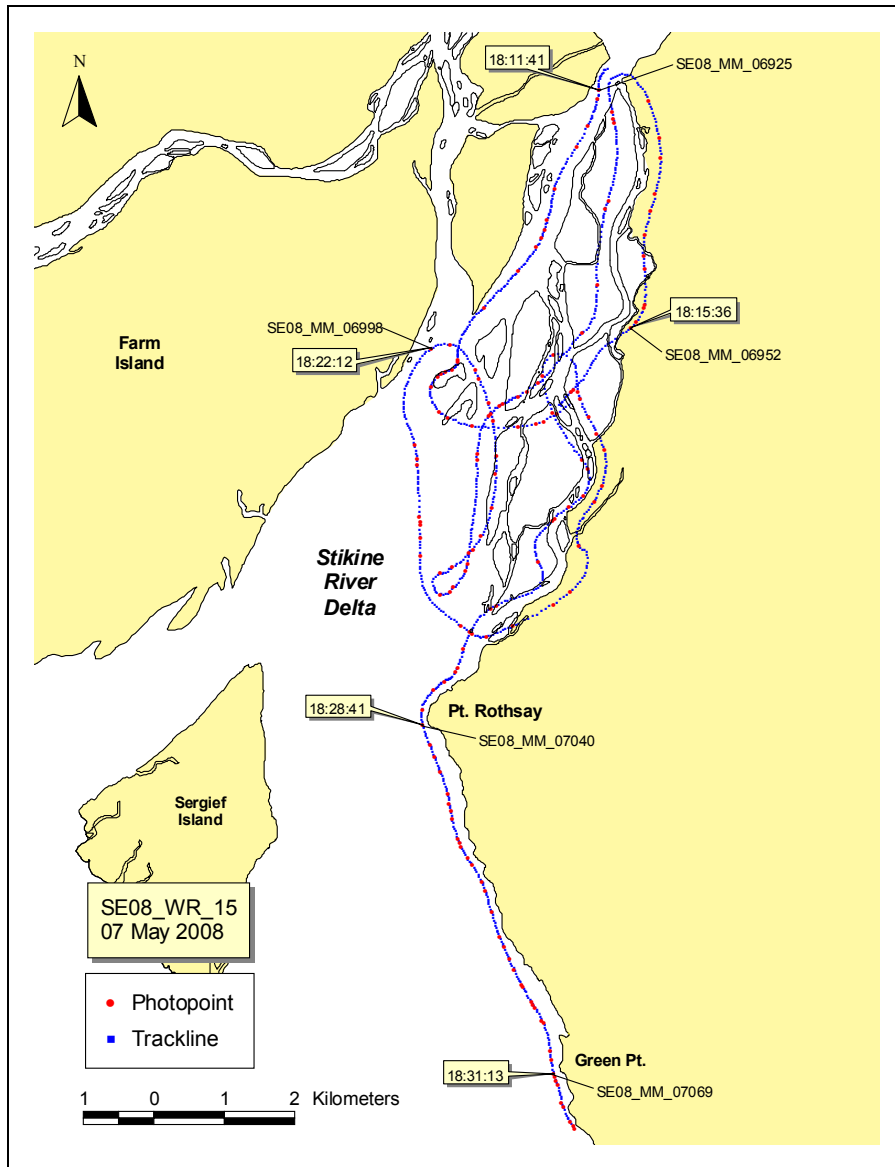 N
18:11:41
SE08_MM_06925
18:15:36
SE08_MM_06998
Farm
Island
18:22:12
SE08_MM_06952
Stikine
River
Delta
18:28:41
Pt. Rothsay
SE08_MM_07040
Sergief
Island
SE08_WR_15
07 May 2008
Photopoint
Trackline
Green Pt.
18:31:13
SE08_MM_07069
1 0 1 2 Kilometers